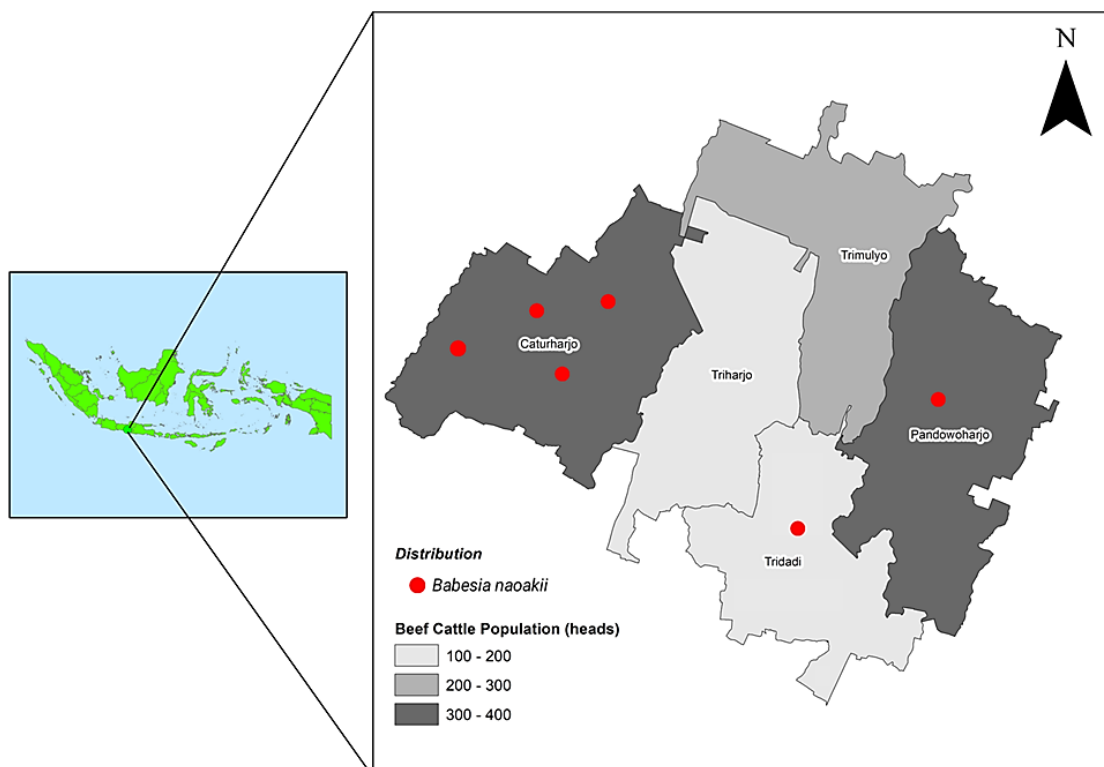 N
Trimulyo
Caturharjo
Triharjo
Pandowoharjo
Tridadi
Distribution
Babesia naoakii
Beef Cattle Population (heads)
100 - 200
200 - 300
300 - 400